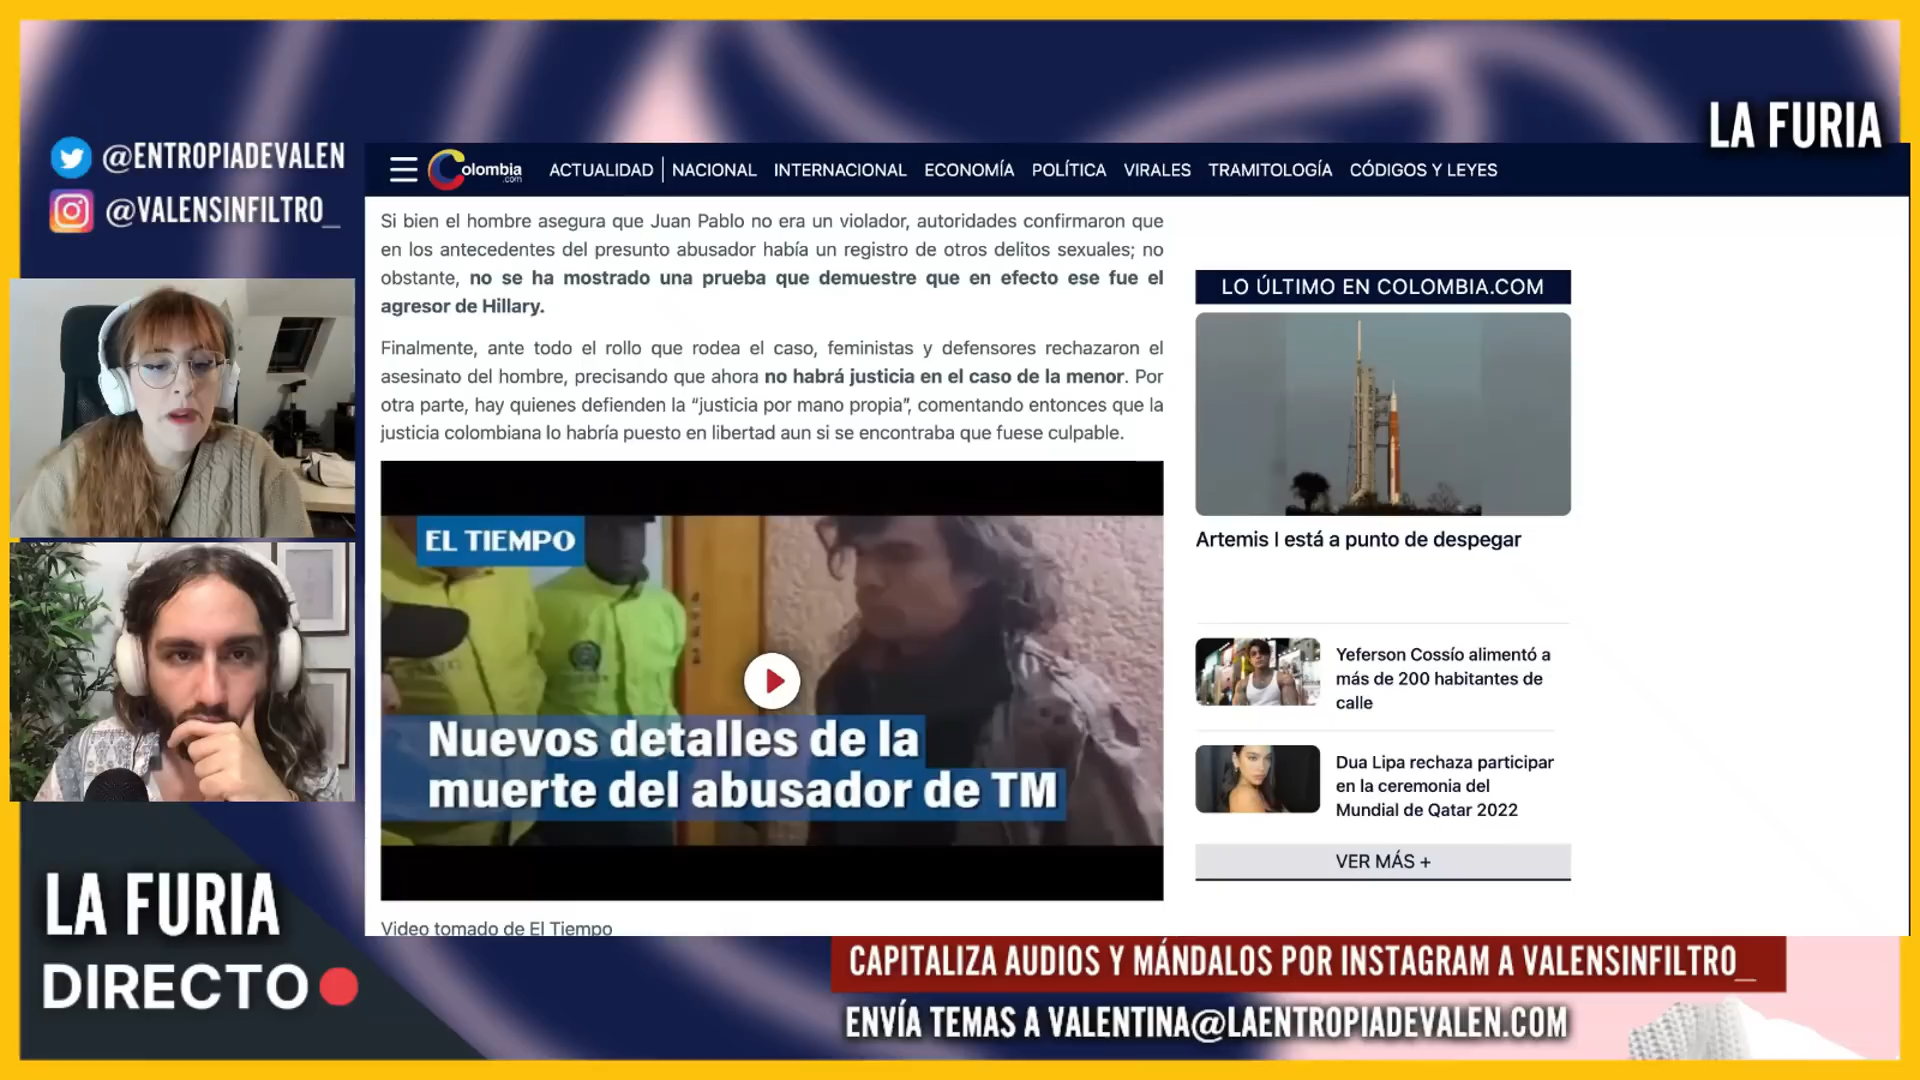 LA FURIA
@ENTROPIADEVALEN
@VALENSINFILTRO_
Colombia
.com
ACTUALIDAD
NACIONAL
INTERNACIONAL
ECONOMÍA
POLÍTICA
VIRALES
TRAMITOLOGÍA
CÓDIGOS Y LEYES
Si bien el hombre asegura que Juan Pablo no era un violador, autoridades confirmaron que
en los antecedentes del presunto abusador había un registro de otros delitos sexuales; no
obstante, no se ha mostrado una prueba que demuestre que en efecto ese fue el
agresor de Hillary.
Finalmente, ante todo el rollo que rodea el caso, feministas y defensores rechazaron el
asesinato del hombre, precisando que ahora no habrá justicia en el caso de la menor. Por
otra parte, hay quienes defienden la “justicia por mano propia”, comentando entonces que la
justicia colombiana lo habría puesto en libertad aun si se encontraba que fuese culpable.
EL TIEMPO
Nuevos detalles de la
muerte del abusador de TM
Video tomado de El Tiempo
LO ÚLTIMO EN COLOMBIA.COM
Artemis I está a punto de despegar
Yeferson Cossío alimentó a
más de 200 habitantes de
calle
Dua Lipa rechaza participar
en la ceremonia del
Mundial de Qatar 2022
VER MÁS +
LA FURIA
DIRECTO
CAPITALIZA AUDIOS Y MÁNDALOS POR INSTAGRAM A VALENSINFILTRO_
ENVÍA TEMAS A VALENTINA@LAENTROPIADEVALEN.COM